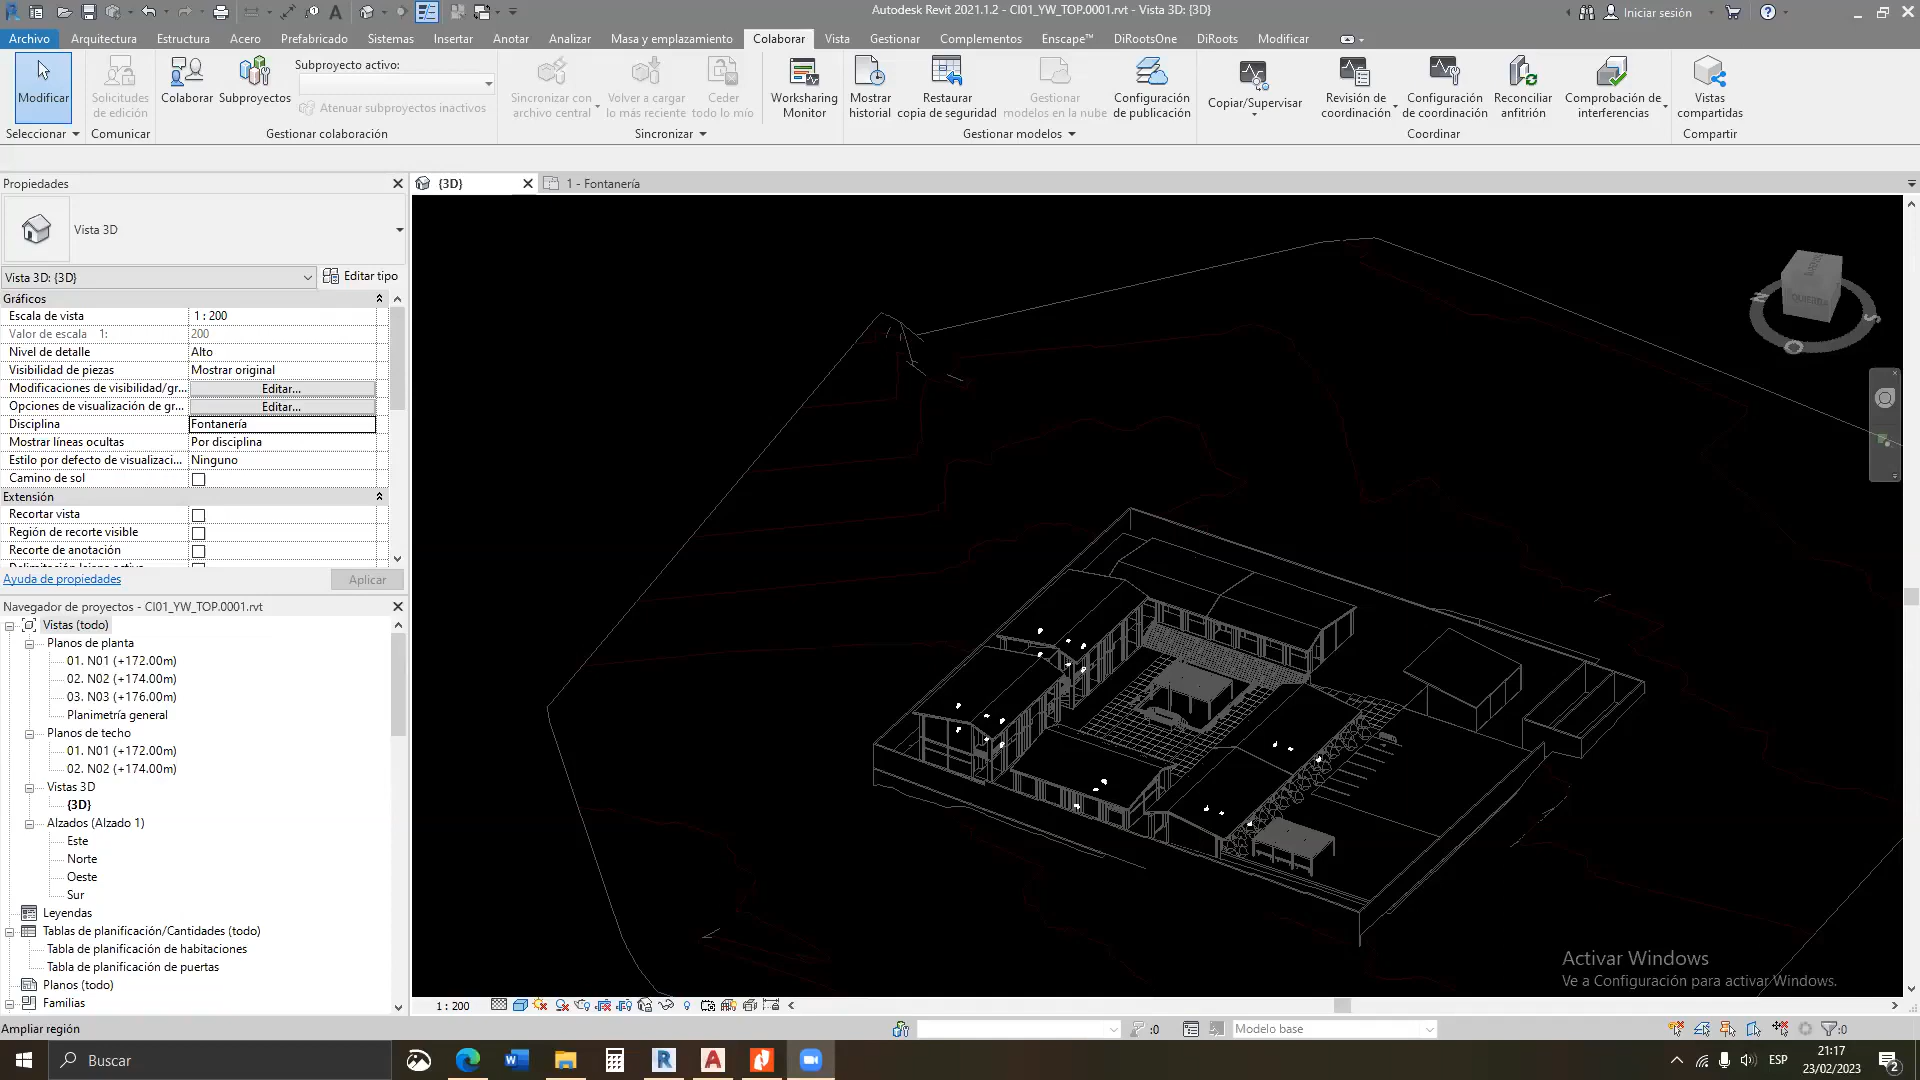 Autodesk Revit 2021.1.2 - CI01_YW_TOP.0001.rvt - Vista 3D: {3D}
Iniciar sesión
Archivo
Arquitectura
Estructura
Acero
Prefabricado
Sistemas
Insertar
Anotar
Analizar
Masa y emplazamiento
Colaborar
Vista
Gestionar
Complementos
Enscape™
DiRootsOne
DiRoots
Modificar
Modificar
Solicitudes
de edición
Colaborar
Subproyectos
Subproyecto activo:
Atenuar subproyectos inactivos
Sincronizar con
archivo central
Volver a cargar
lo más reciente
Ceder
todo lo mío
Worksharing
Monitor
Mostrar
historial
Restaurar
copia de seguridad
Gestionar
modelos en la nube
Configuración
de publicación
Copiar/Supervisar
Revisión de
coordinación
Configuración
de coordinación
Reconciliar
anfitrión
Comprobación de
interferencias
Vistas
compartidas
Seleccionar
Comunicar
Gestionar colaboración
Sincronizar
Gestionar modelos
Coordinar
Compartir
Propiedades
{3D}
1 - Fontanería
Vista 3D
Vista 3D: {3D}
Editar tipo
Gráficos
Escala de vista 1 : 200
Valor de escala 1: 200
Nivel de detalle Alto
Visibilidad de piezas Mostrar original
Modificaciones de visibilidad/gr... Editar...
Opciones de visualización de gr... Editar...
Disciplina Fontanería
Mostrar líneas ocultas Por disciplina
Estilo por defecto de visualizaci... Ninguno
Camino de sol
Extensión
Recortar vista
Región de recorte visible
Recorte de anotación
Ayuda de propiedades
Aplicar
Navegador de proyectos - CI01_YW_TOP.0001.rvt
Vistas (todo)
Planos de planta
01. N01 (+172.00m)
02. N02 (+174.00m)
03. N03 (+176.00m)
Planimetría general
Planos de techo
01. N01 (+172.00m)
02. N02 (+174.00m)
Vistas 3D
{3D}
Alzados (Alzado 1)
Este
Norte
Oeste
Sur
Leyendas
Tablas de planificación/Cantidades (todo)
Tabla de planificación de habitaciones
Tabla de planificación de puertas
Planos (todo)
Familias
Activar Windows
Ve a Configuración para activar Windows.
1 : 200
Ampliar región
:0
Modelo base
:0
Buscar
ESP
21:17
23/02/2023
2